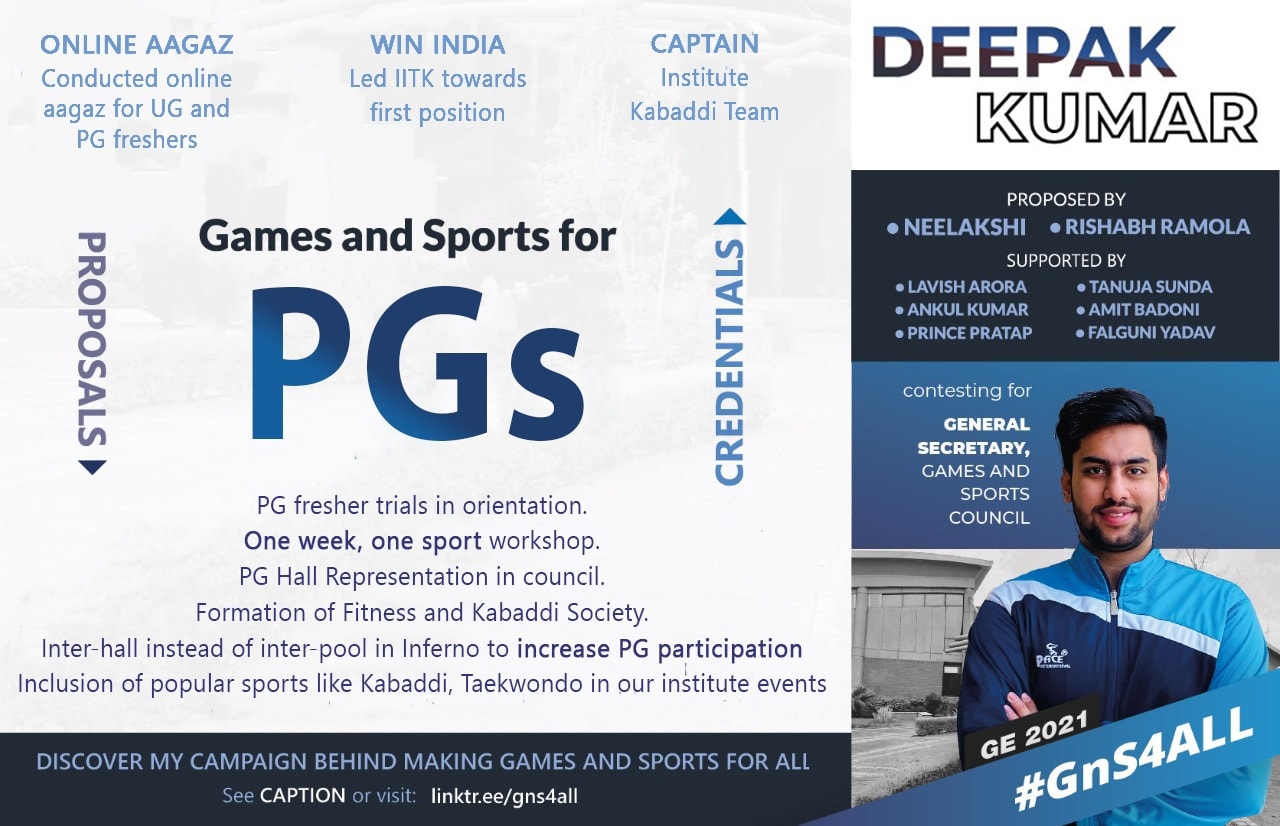 ONLINE AAGAZ
Conducted online
aagaz for UG and
PG freshers
WIN INDIA
Led IITK towards
first position
CAPTAIN
Institute
Kabaddi Team
PROPOSALS
Games and Sports for
PGs
CREDENTIALS
PG fresher trials in orientation.
One week, one sport workshop.
PG Hall Representation in council.
Formation of Fitness and Kabaddi Society.
Inter-hall instead of inter-pool in Inferno to increase PG participation
Inclusion of popular sports like Kabaddi, Taekwondo in our institute events
DISCOVER MY CAMPAIGN BEHIND MAKING GAMES AND SPORTS FOR ALL
See CAPTION or visit: linktr.ee/gns4all
DEEPAK
KUMAR
PROPOSED BY
• NEELAKSHI • RISHABH RAMOLA
SUPPORTED BY
• LAVISH ARORA • TANUJA SUNDA
• ANKUL KUMAR • AMIT BADONI
• PRINCE PRATAP • FALGUNI YADAV
contesting for
GENERAL
SECRETARY,
GAMES AND
SPORTS
COUNCIL
PACE
INTERNATIONAL
GE 2021
#GnS4ALL